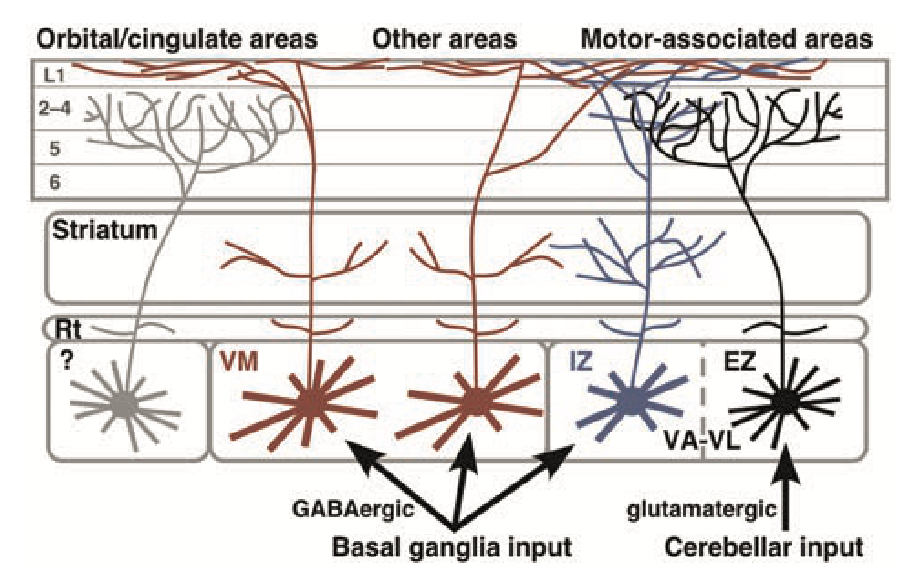 Orbital/cingulate areas Other areas Motor-associated areas
L1
2–4
5
6
Striatum
Rt
? VM IZ EZ
VA-VL
GABAergic glutamatergic
Basal ganglia input Cerebellar input